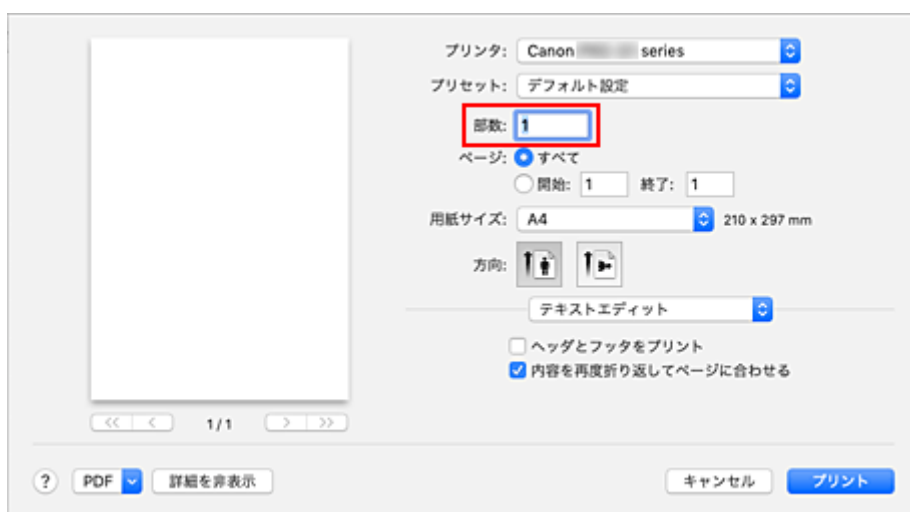 プリンタ: Canon series
プリセット: デフォルト設定
部数: 1
ページ: すべて
開始: 1 終了: 1
用紙サイズ: A4 210 x 297 mm
方向:
テキストエディット
ヘッダとフッタをプリント
内容を再度折り返してページに合わせる
<< < 1/1 > >>
? PDF 詳細を非表示 キャンセル プリント